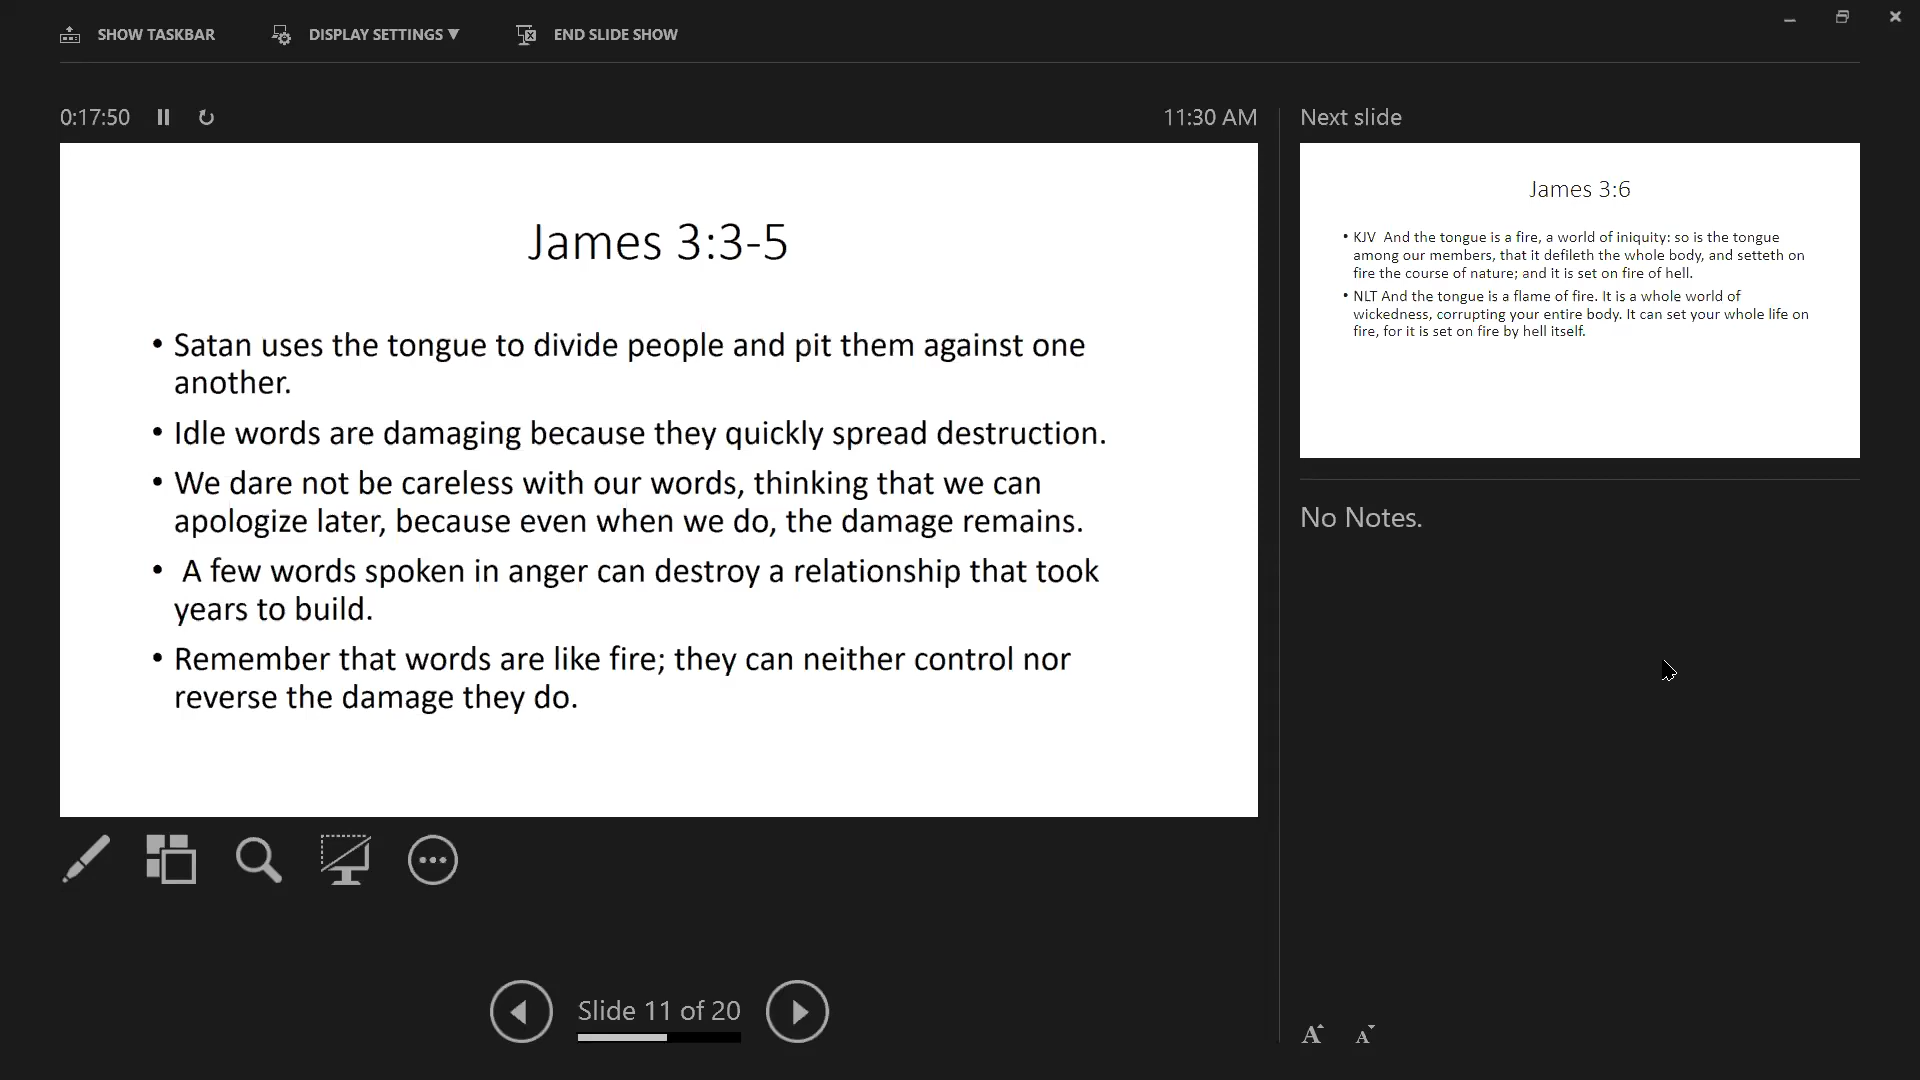 SHOW TASKBAR
DISPLAY SETTINGS ▼
END SLIDE SHOW
0:17:50
11:30 AM
James 3:3-5
• Satan uses the tongue to divide people and pit them against one
another.
• Idle words are damaging because they quickly spread destruction.
• We dare not be careless with our words, thinking that we can
apologize later, because even when we do, the damage remains.
• A few words spoken in anger can destroy a relationship that took
years to build.
• Remember that words are like fire; they can neither control nor
reverse the damage they do.
Slide 11 of 20
Next slide
James 3:6
• KJV And the tongue is a fire, a world of iniquity: so is the tongue
among our members, that it defileth the whole body, and setteth on
fire the course of nature; and it is set on fire of hell.
• NLT And the tongue is a flame of fire. It is a whole world of
wickedness, corrupting your entire body. It can set your whole life on
fire, for it is set on fire by hell itself.
No Notes.
A A